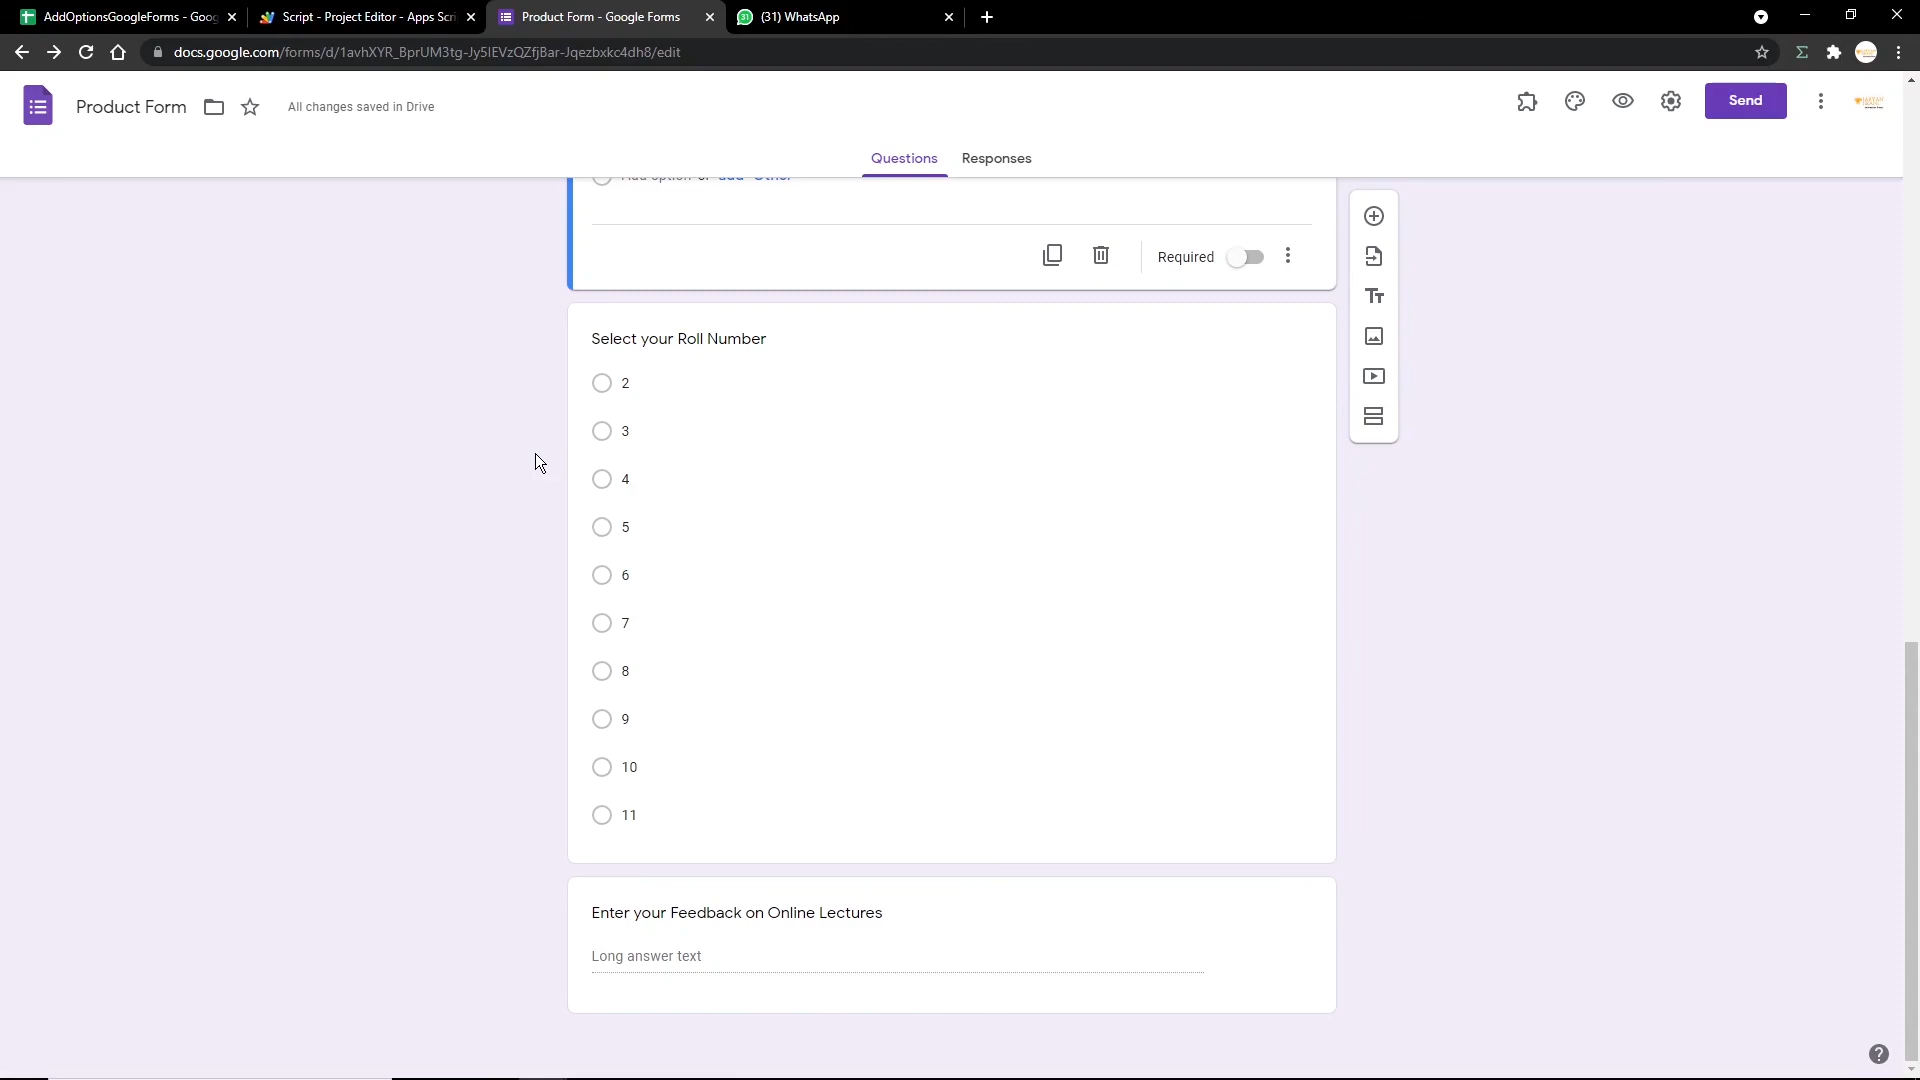 AddOptionsGoogleForms - Goog
Script - Project Editor - Apps Scri
Product Form - Google Forms
(31) WhatsApp
docs.google.com/forms/d/1avhXYR_BprUM3tg-Jy5lEVzQZfjBar-Jqezbxkc4dh8/edit
Product Form
All changes saved in Drive
Send
Questions
Responses
Add option or add "Other"
Required
Select your Roll Number
2
3
4
5
6
7
8
9
10
11
Enter your Feedback on Online Lectures
Long answer text